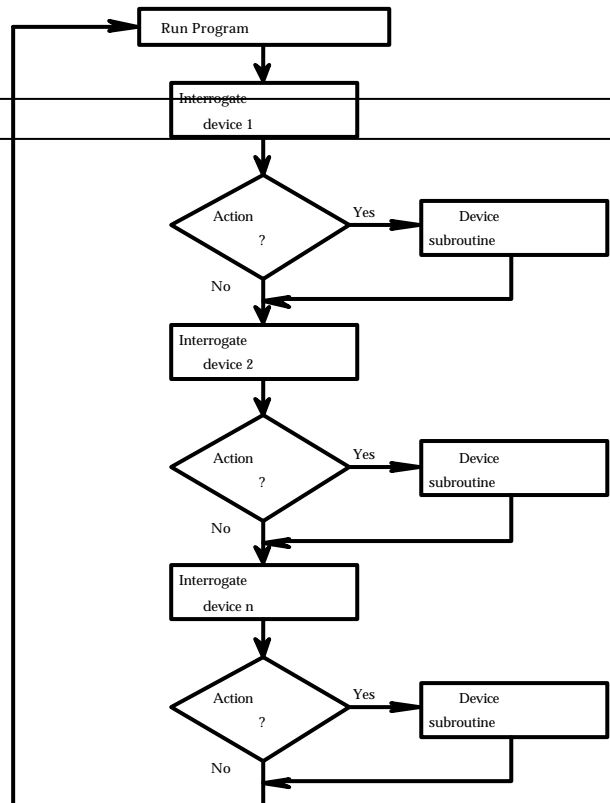 Run Program
Interrogate
device 1
Action
?
Yes
Device
subroutine
No
Interrogate
device 2
Action
?
Yes
Device
subroutine
No
Interrogate
device n
Action
?
Yes
Device
subroutine
No